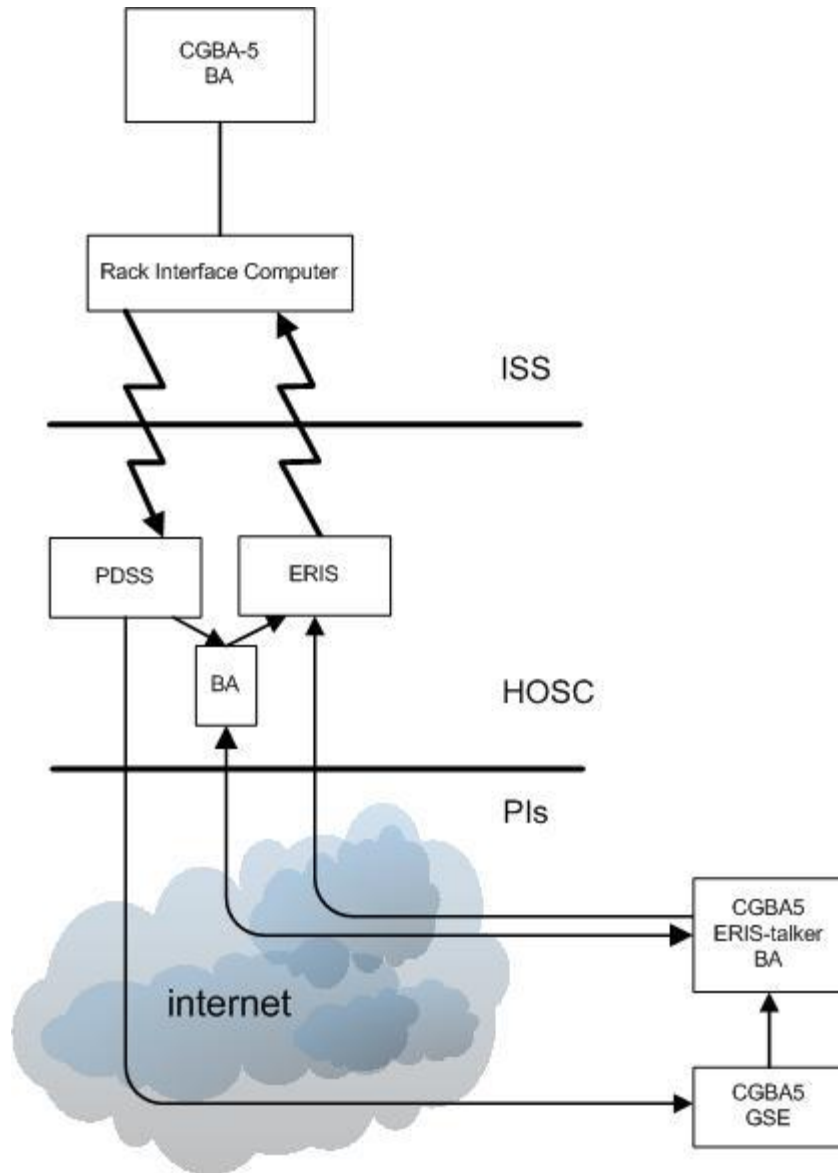 CGBA-5
BA
Rack Interface Computer
ISS
PDSS
ERIS
BA
HOSC
PIs
CGBA5
ERIS-talker
BA
internet
CGBA5
GSE